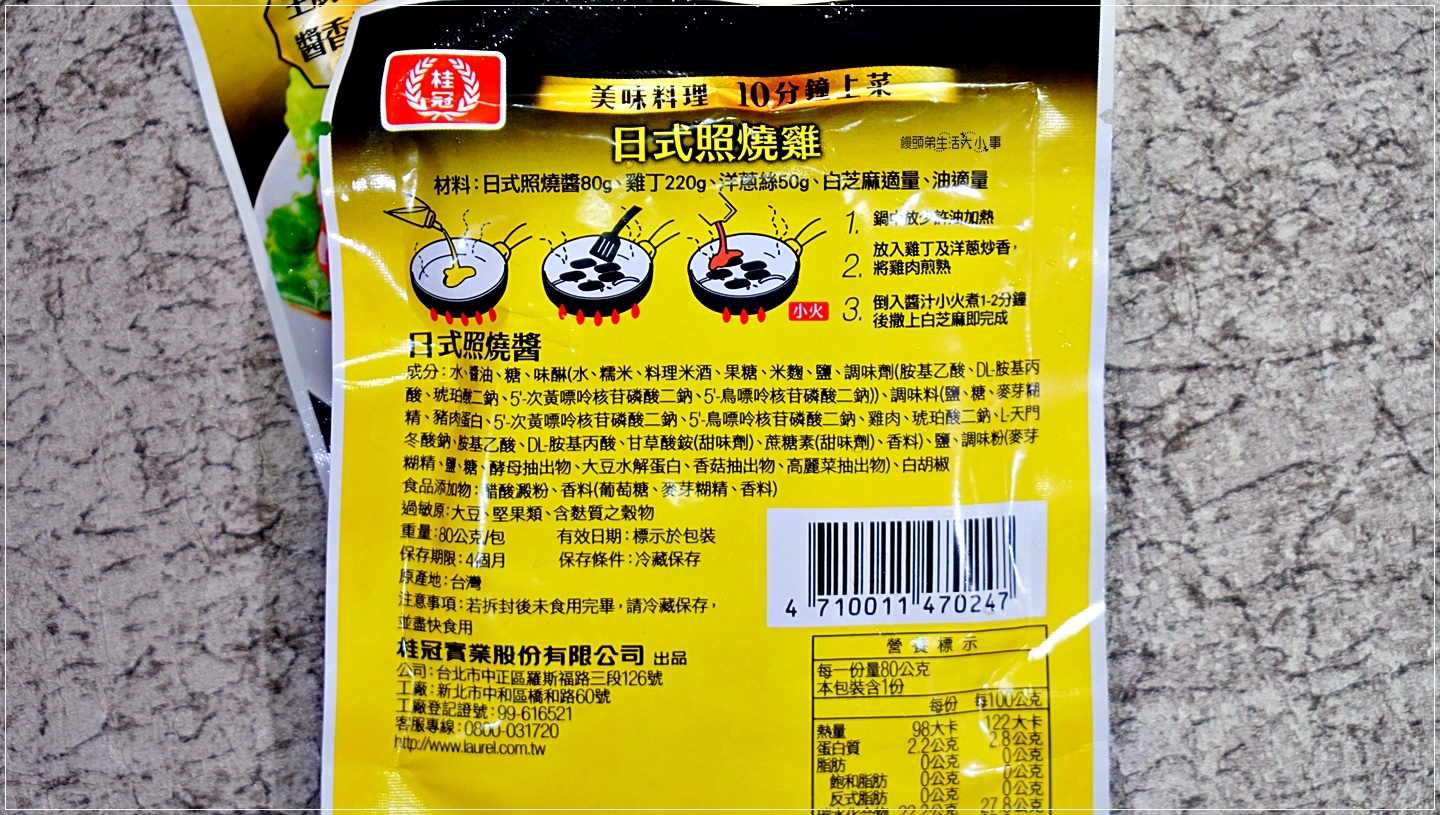 醬香
桂冠
美味料理 10分鐘上菜
日式照燒雞
饅頭弟生活大小事
材料:日式照燒醬80g、雞丁220g、洋蔥絲50g、白芝麻適量、油適量
1. 鍋中放少許油加熱
2. 放入雞丁及洋蔥炒香,
將雞肉煎熟
小火
3. 倒入醬汁小火煮1-2分鐘
後撒上白芝麻即完成
日式照燒醬
成分:水、醬油、糖、味醂(水、糯米、料理米酒、果糖、米麴、鹽、調味劑(胺基乙酸、DL-胺基丙
酸、琥珀酸二鈉、5'-次黃嘌呤核苷磷酸二鈉、5'-鳥嘌呤核苷磷酸二鈉))、調味料(鹽、糖、麥芽糊
精、豬肉蛋白、5'-次黃嘌呤核苷磷酸二鈉、5'-鳥嘌呤核苷磷酸二鈉、雞肉、琥珀酸二鈉、L-天門
冬酸鈉、胺基乙酸、DL-胺基丙酸、甘草酸銨(甜味劑)、蔗糖素(甜味劑)、香料)、鹽、調味粉(麥芽
糊精、鹽、糖、酵母抽出物、大豆水解蛋白、香菇抽出物、高麗菜抽出物)、白胡椒
食品添加物:醋酸澱粉、香料(葡萄糖、麥芽糊精、香料)
過敏原:大豆、堅果類、含麩質之穀物
重量:80公克/包 有效日期:標示於包裝
保存期限:4個月 保存條件:冷藏保存
原產地:台灣
注意事項:若拆封後未食用完畢,請冷藏保存,
並盡快食用
桂冠實業股份有限公司 出品
公司:台北市中正區羅斯福路三段126號
工廠:新北市中和區橋和路60號
工廠登記證號:99-616521
客服專線:0800-031720
http://www.laurel.com.tw
4 710011 470247
營養標示
每一份量80公克
本包裝含1份
每份 每100公克
熱量 98大卡 122大卡
蛋白質 2.2公克 2.8公克
脂肪 0公克 0公克
飽和脂肪 0公克 0公克
反式脂肪 0公克 0公克
碳水化合物 22.2公克 27.8公克